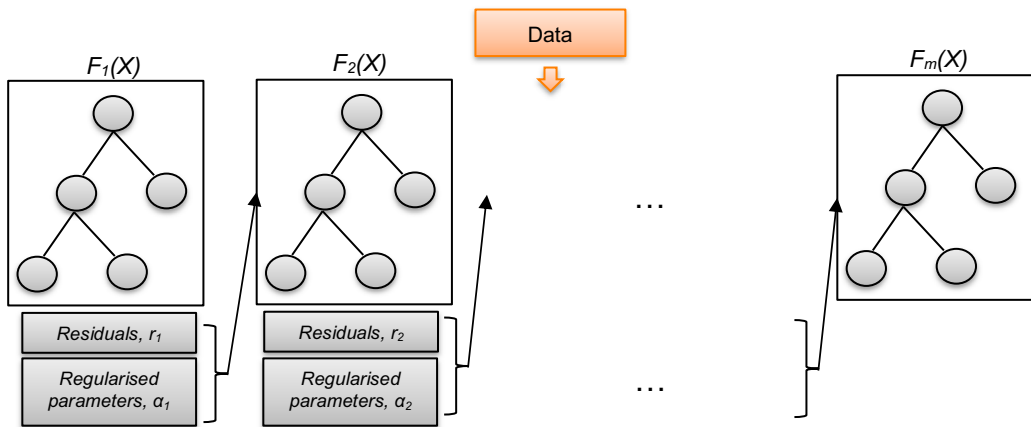 Data
F₁(X)
F₂(X)
Fₘ(X)
…
Residuals, r₁
Residuals, r₂
Regularised
parameters, α₁
Regularised
parameters, α₂
…